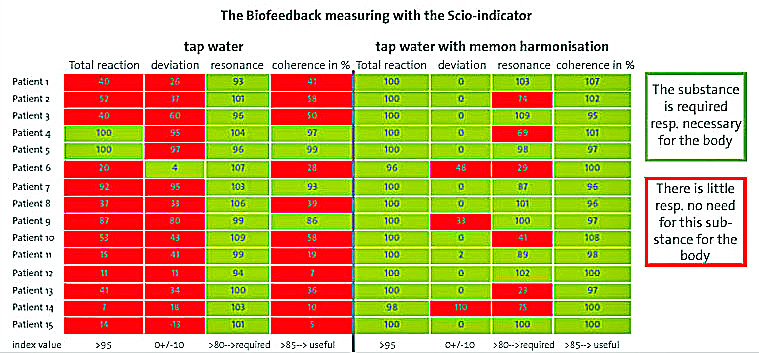 The Biofeedback measuring with the Scio-indicator
tap water tap water with memon harmonisation
Total reaction deviation resonance coherence in % Total reaction deviation resonance coherence in %
Patient 1 40 26 93 41 100 0 103 107
Patient 2 52 37 101 58 100 0 74 102
Patient 3 40 60 96 50 100 0 109 95
Patient 4 100 95 104 97 100 0 69 101
Patient 5 100 97 96 99 100 0 98 97
Patient 6 20 4 107 28 96 46 29 100
Patient 7 92 95 103 93 100 0 87 96
Patient 8 37 33 106 39 100 0 101 96
Patient 9 87 80 99 86 100 33 100 97
Patient 10 53 43 109 58 100 0 41 108
Patient 11 15 41 99 19 100 2 89 98
Patient 12 11 11 94 7 100 0 102 100
Patient 13 41 34 100 36 100 0 23 97
Patient 14 7 18 103 10 98 110 75 100
Patient 15 14 -13 101 5 100 0 100 100
index value >95 0+/-10 >80-->required >85--> useful >95 0+/-10 >80-->required >85--> useful
The substance
is required
resp. necessary
for the body
There is little
resp. no need
for this sub-
stance for the
body